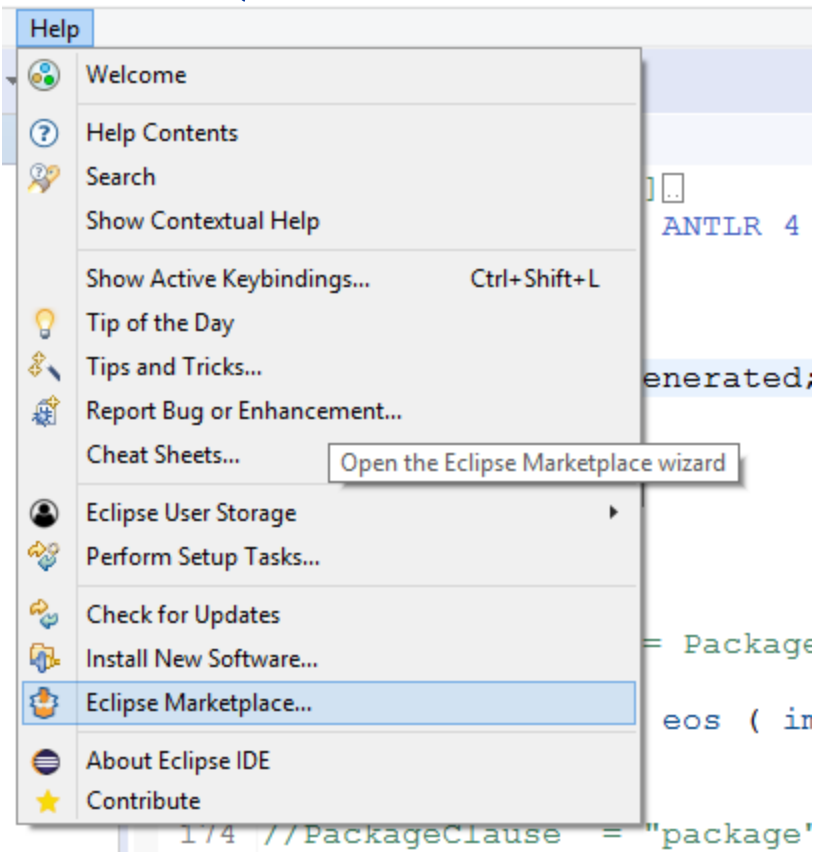 Help
Welcome
Help Contents
Search
]
Show Contextual Help
ANTLR 4
Show Active Keybindings... Ctrl+Shift+L
Tip of the Day
Tips and Tricks...
enerated;
Report Bug or Enhancement...
Cheat Sheets...
Open the Eclipse Marketplace wizard
Eclipse User Storage
Perform Setup Tasks...
Check for Updates
= Package
Install New Software...
Eclipse Marketplace...
eos ( im
About Eclipse IDE
Contribute
174 //PackageClause = "package"